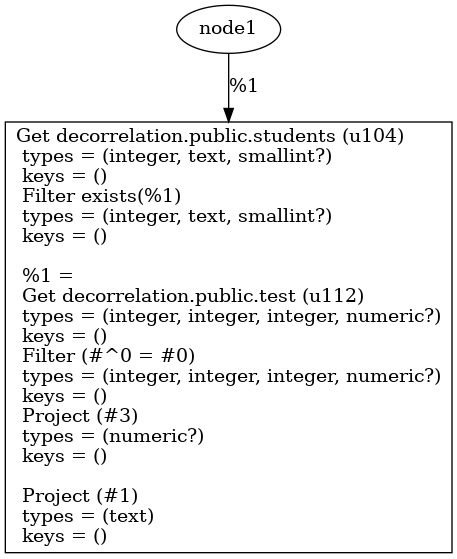 node1
%1
Get decorrelation.public.students (u104)
types = (integer, text, smallint?)
keys = ()
Filter exists(%1)
types = (integer, text, smallint?)
keys = ()
%1 =
Get decorrelation.public.test (u112)
types = (integer, integer, integer, numeric?)
keys = ()
Filter (#^0 = #0)
types = (integer, integer, integer, numeric?)
keys = ()
Project (#3)
types = (numeric?)
keys = ()
Project (#1)
types = (text)
keys = ()